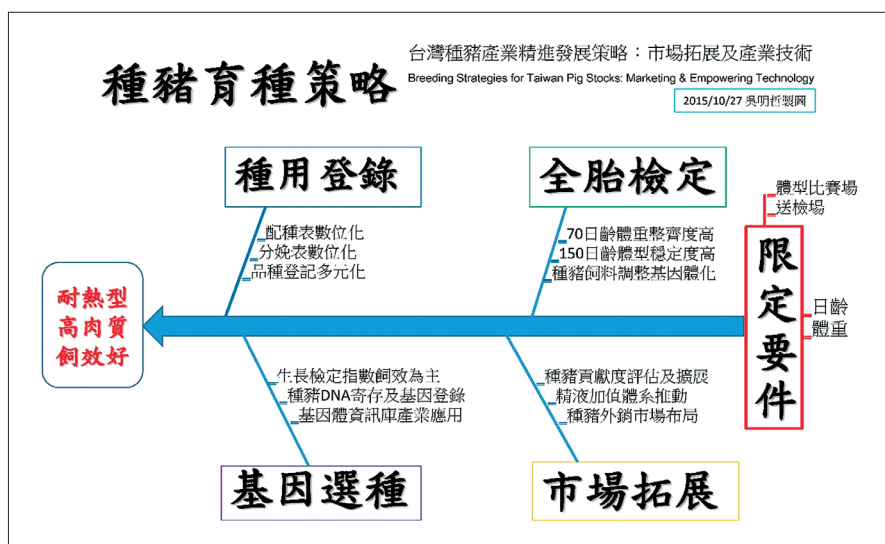 種豬育種策略
台灣種豬產業精進發展策略：市場拓展及產業技術
Breeding Strategies for Taiwan Pig Stocks: Marketing & Empowering Technology
2015/10/27 吳明哲製圖
種用登錄
配種表數位化
分娩表數位化
品種登記多元化
全胎檢定
70日齡體重整齊度高
150日齡體型穩定度高
種豬飼料調整基因體化
體型比賽場
送檢場
限定要件
日齡
體重
耐熱型
高肉質
飼效好
生長檢定指數飼效為主
種豬DNA寄存及基因登錄
基因體資訊庫產業應用
基因選種
種豬貢獻度評估及擴展
精液加值體系推動
種豬外銷市場布局
市場拓展